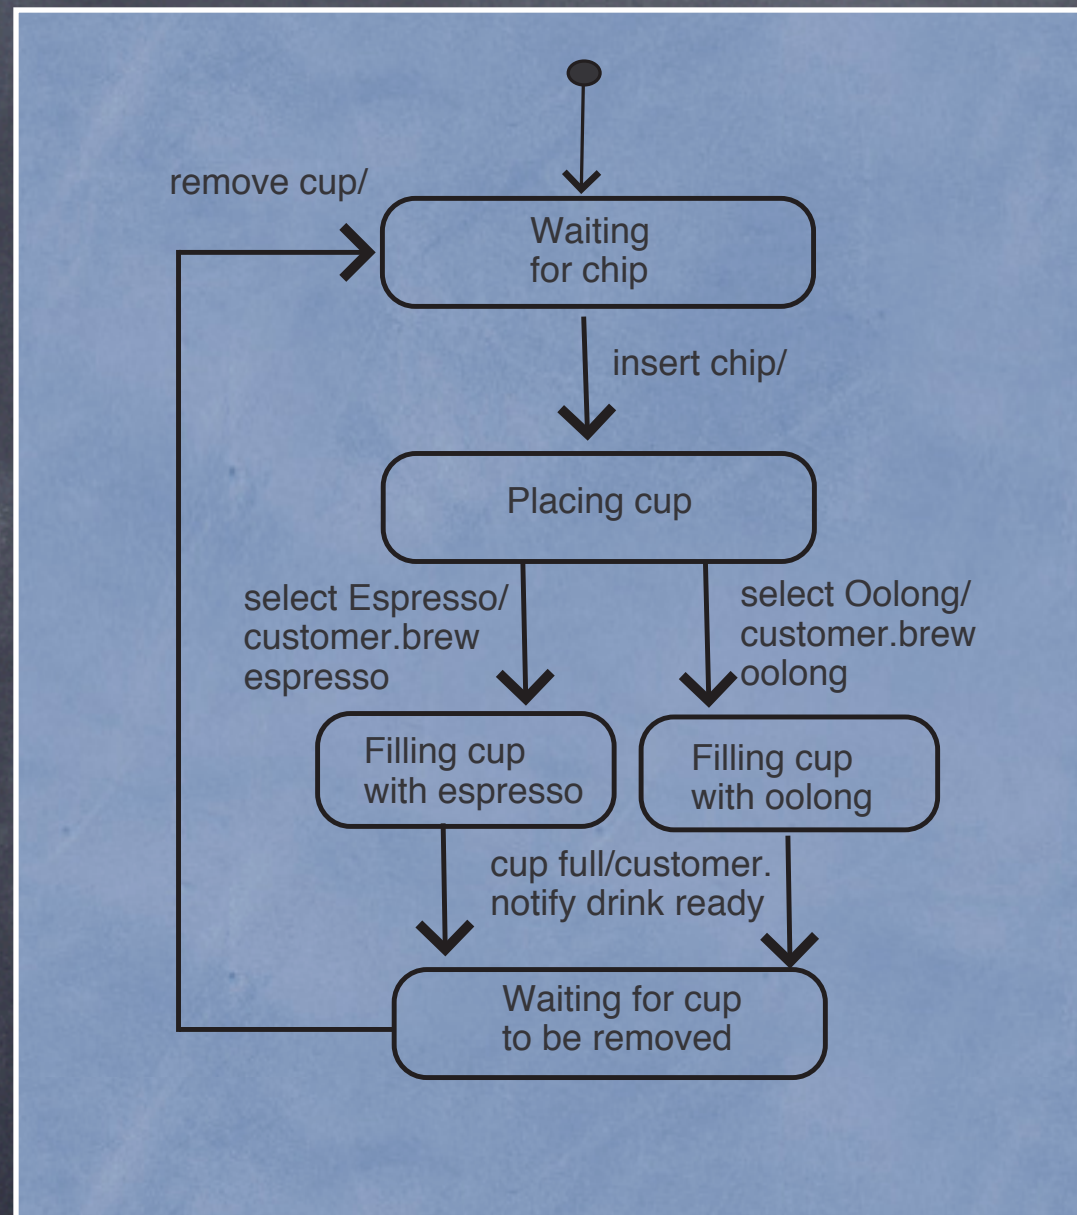 remove cup/
Waiting
for chip
insert chip/
Placing cup
select Espresso/
customer.brew
espresso
select Oolong/
customer.brew
oolong
Filling cup
with espresso
Filling cup
with oolong
cup full/customer.
notify drink ready
Waiting for cup
to be removed